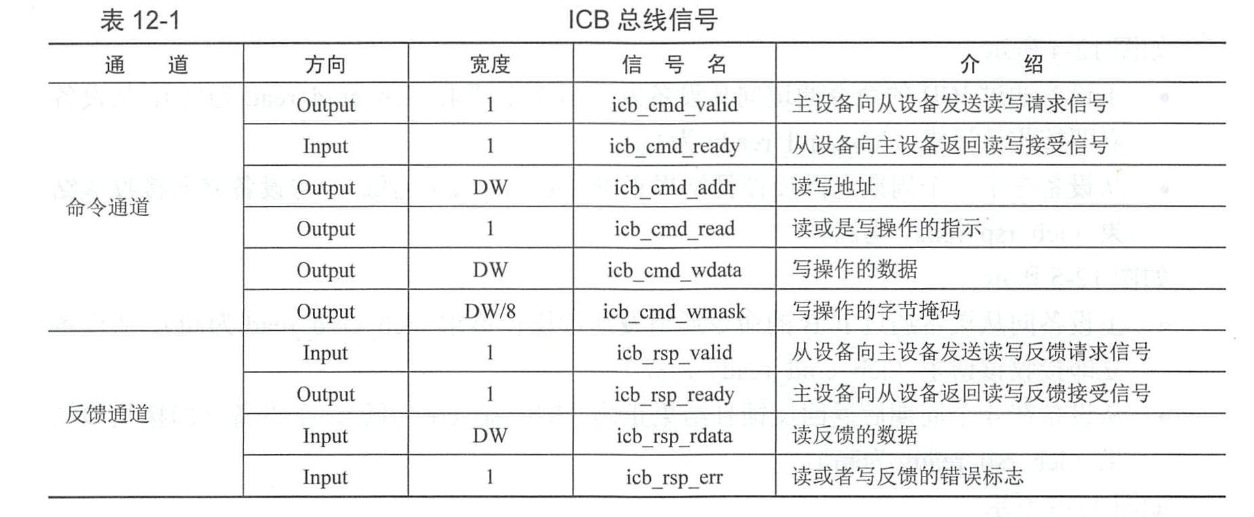 表 12-1 ICB 总线信号
通 道 方向 宽度 信 号 名 介 绍
命令通道 Output 1 icb_cmd_valid 主设备向从设备发送读写请求信号
Input 1 icb_cmd_ready 从设备向主设备返回读写接受信号
Output DW icb_cmd_addr 读写地址
Output 1 icb_cmd_read 读或是写操作的指示
Output DW icb_cmd_wdata 写操作的数据
Output DW/8 icb_cmd_wmask 写操作的字节掩码
反馈通道 Input 1 icb_rsp_valid 从设备向主设备发送读写反馈请求信号
Output 1 icb_rsp_ready 主设备向从设备返回读写反馈接受信号
Input DW icb_rsp_rdata 读反馈的数据
Input 1 icb_rsp_err 读或者写反馈的错误标志